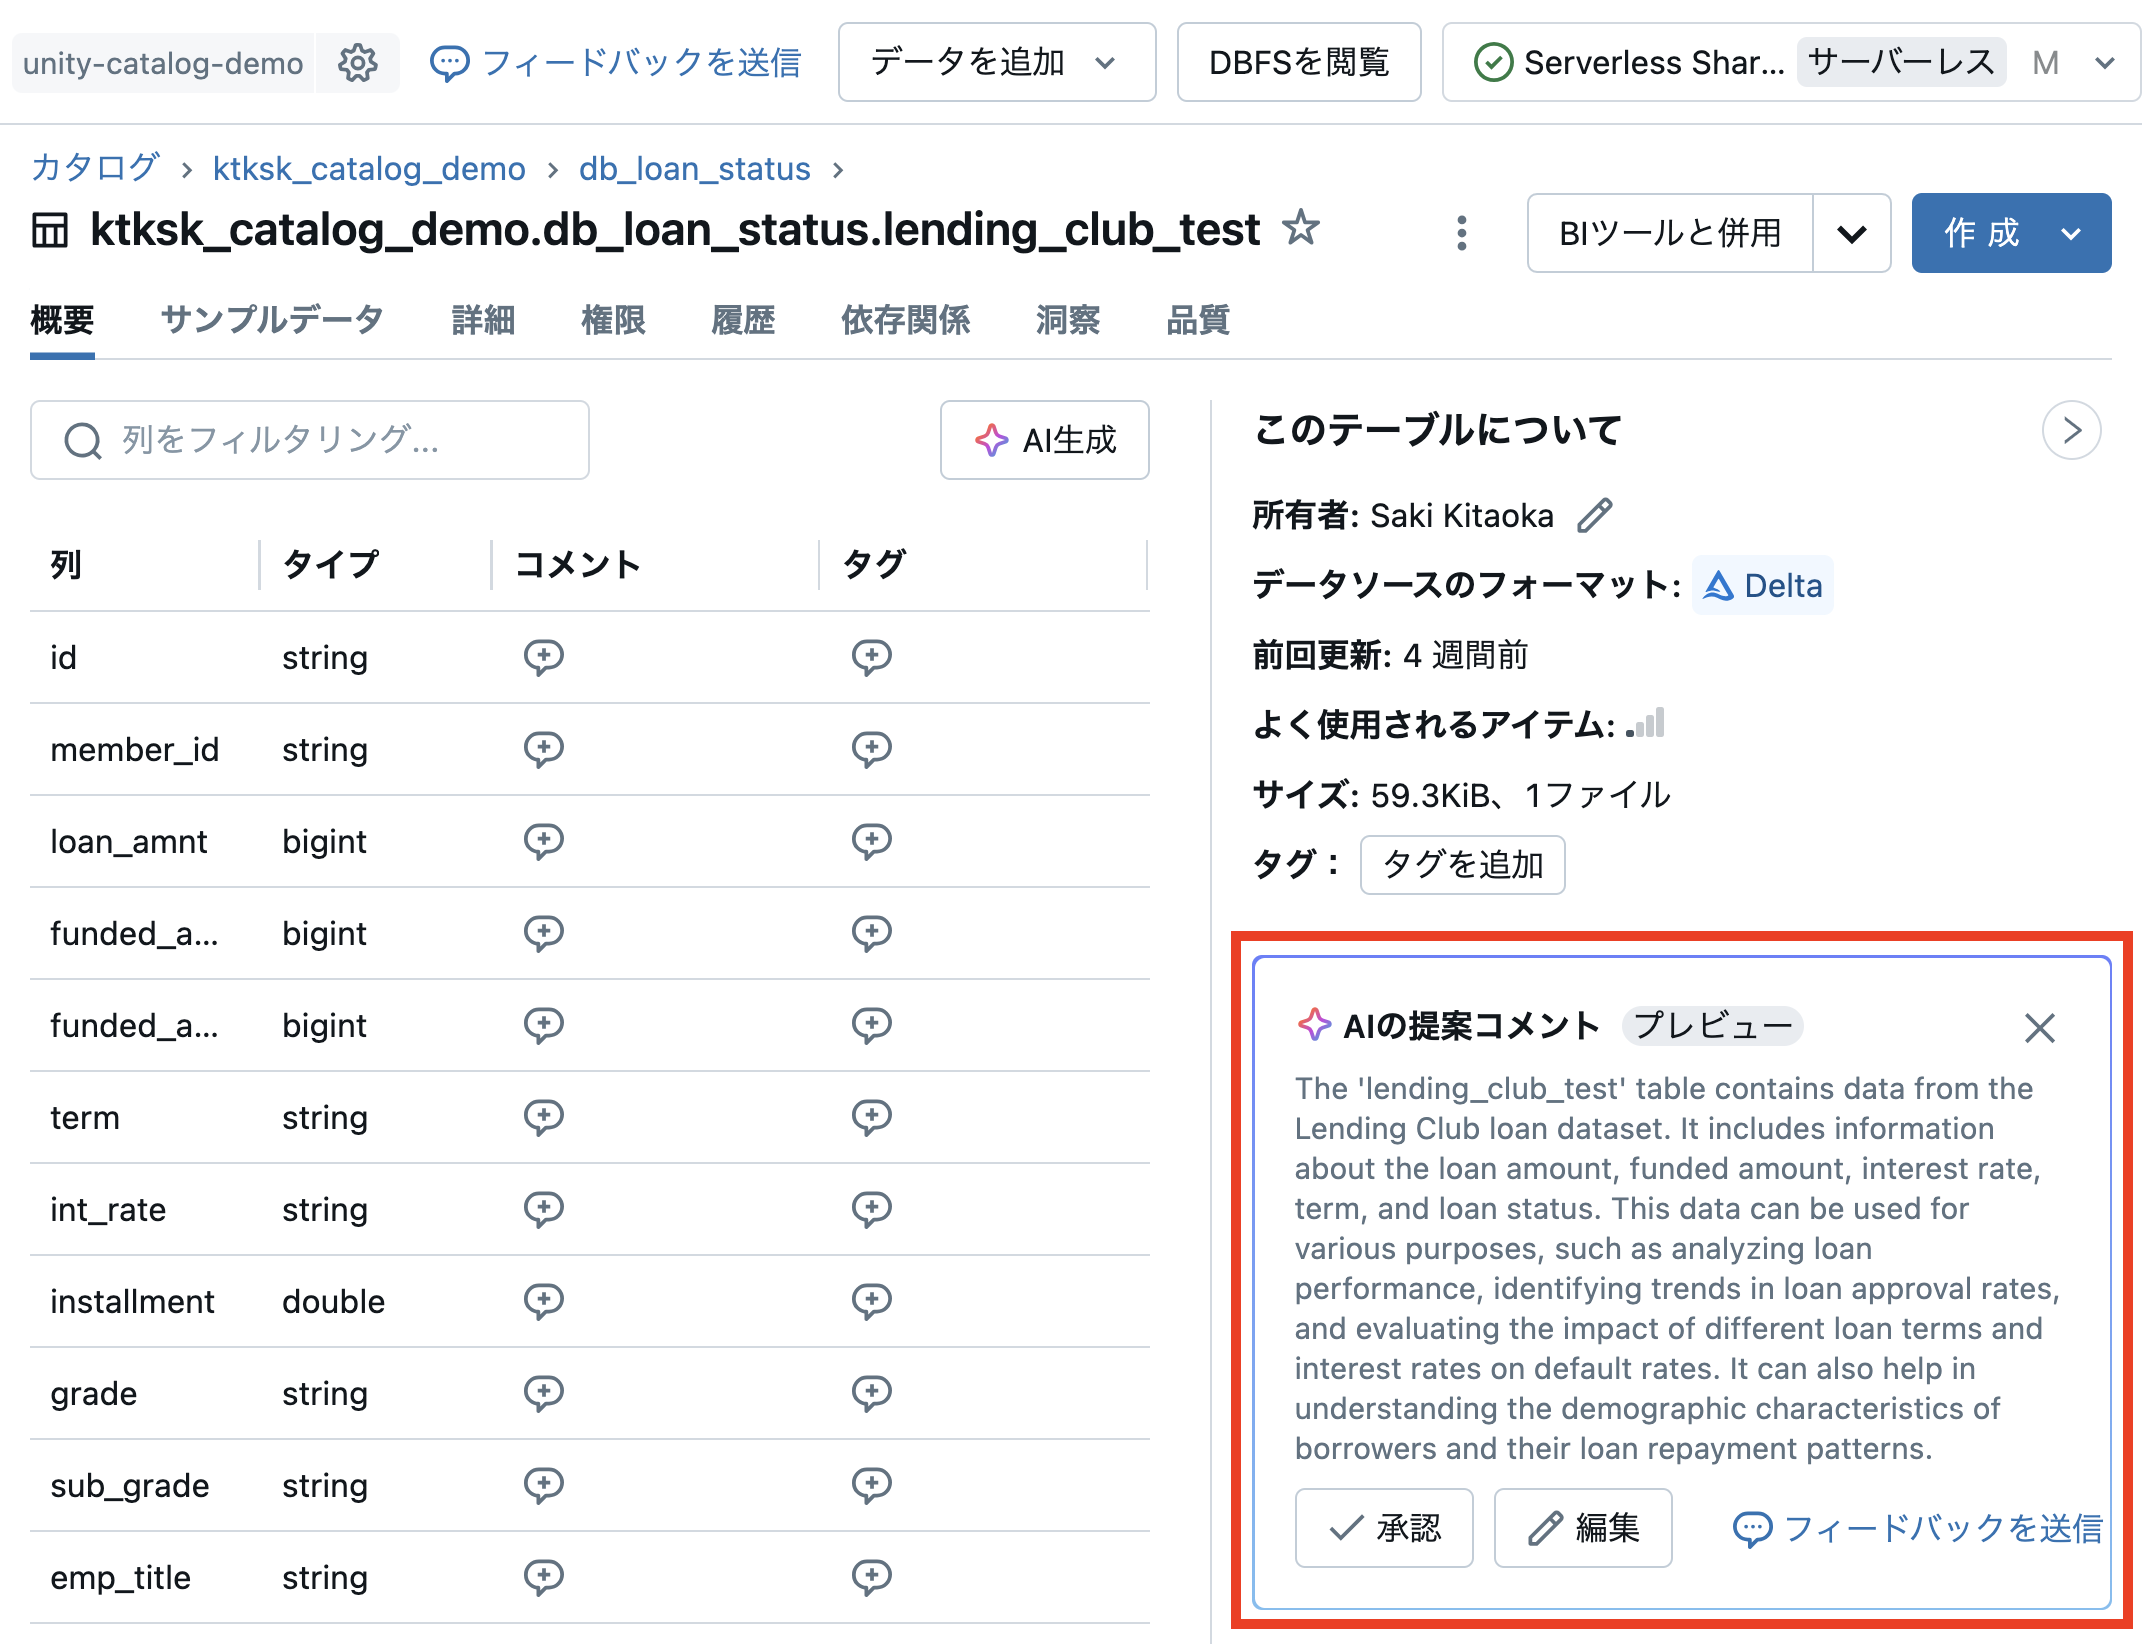 unity-catalog-demo
フィードバックを送信
データを追加
DBFSを閲覧
Serverless Shar... サーバーレス M
カタログ › ktksk_catalog_demo › db_loan_status ›
ktksk_catalog_demo.db_loan_status.lending_club_test
BIツールと併用
作 成
概要 サンプルデータ 詳細 権限 履歴 依存関係 洞察 品質
列をフィルタリング...
AI生成
列 タイプ コメント タグ
id string
member_id string
loan_amnt bigint
funded_a... bigint
funded_a... bigint
term string
int_rate string
installment double
grade string
sub_grade string
emp_title string
このテーブルについて
所有者: Saki Kitaoka
データソースのフォーマット: Delta
前回更新: 4 週間前
よく使用されるアイテム:
サイズ: 59.3KiB、1ファイル
タグ： タグを追加
AIの提案コメント プレビュー
The 'lending_club_test' table contains data from the
Lending Club loan dataset. It includes information
about the loan amount, funded amount, interest rate,
term, and loan status. This data can be used for
various purposes, such as analyzing loan
performance, identifying trends in loan approval rates,
and evaluating the impact of different loan terms and
interest rates on default rates. It can also help in
understanding the demographic characteristics of
borrowers and their loan repayment patterns.
承認
編集
フィードバックを送信